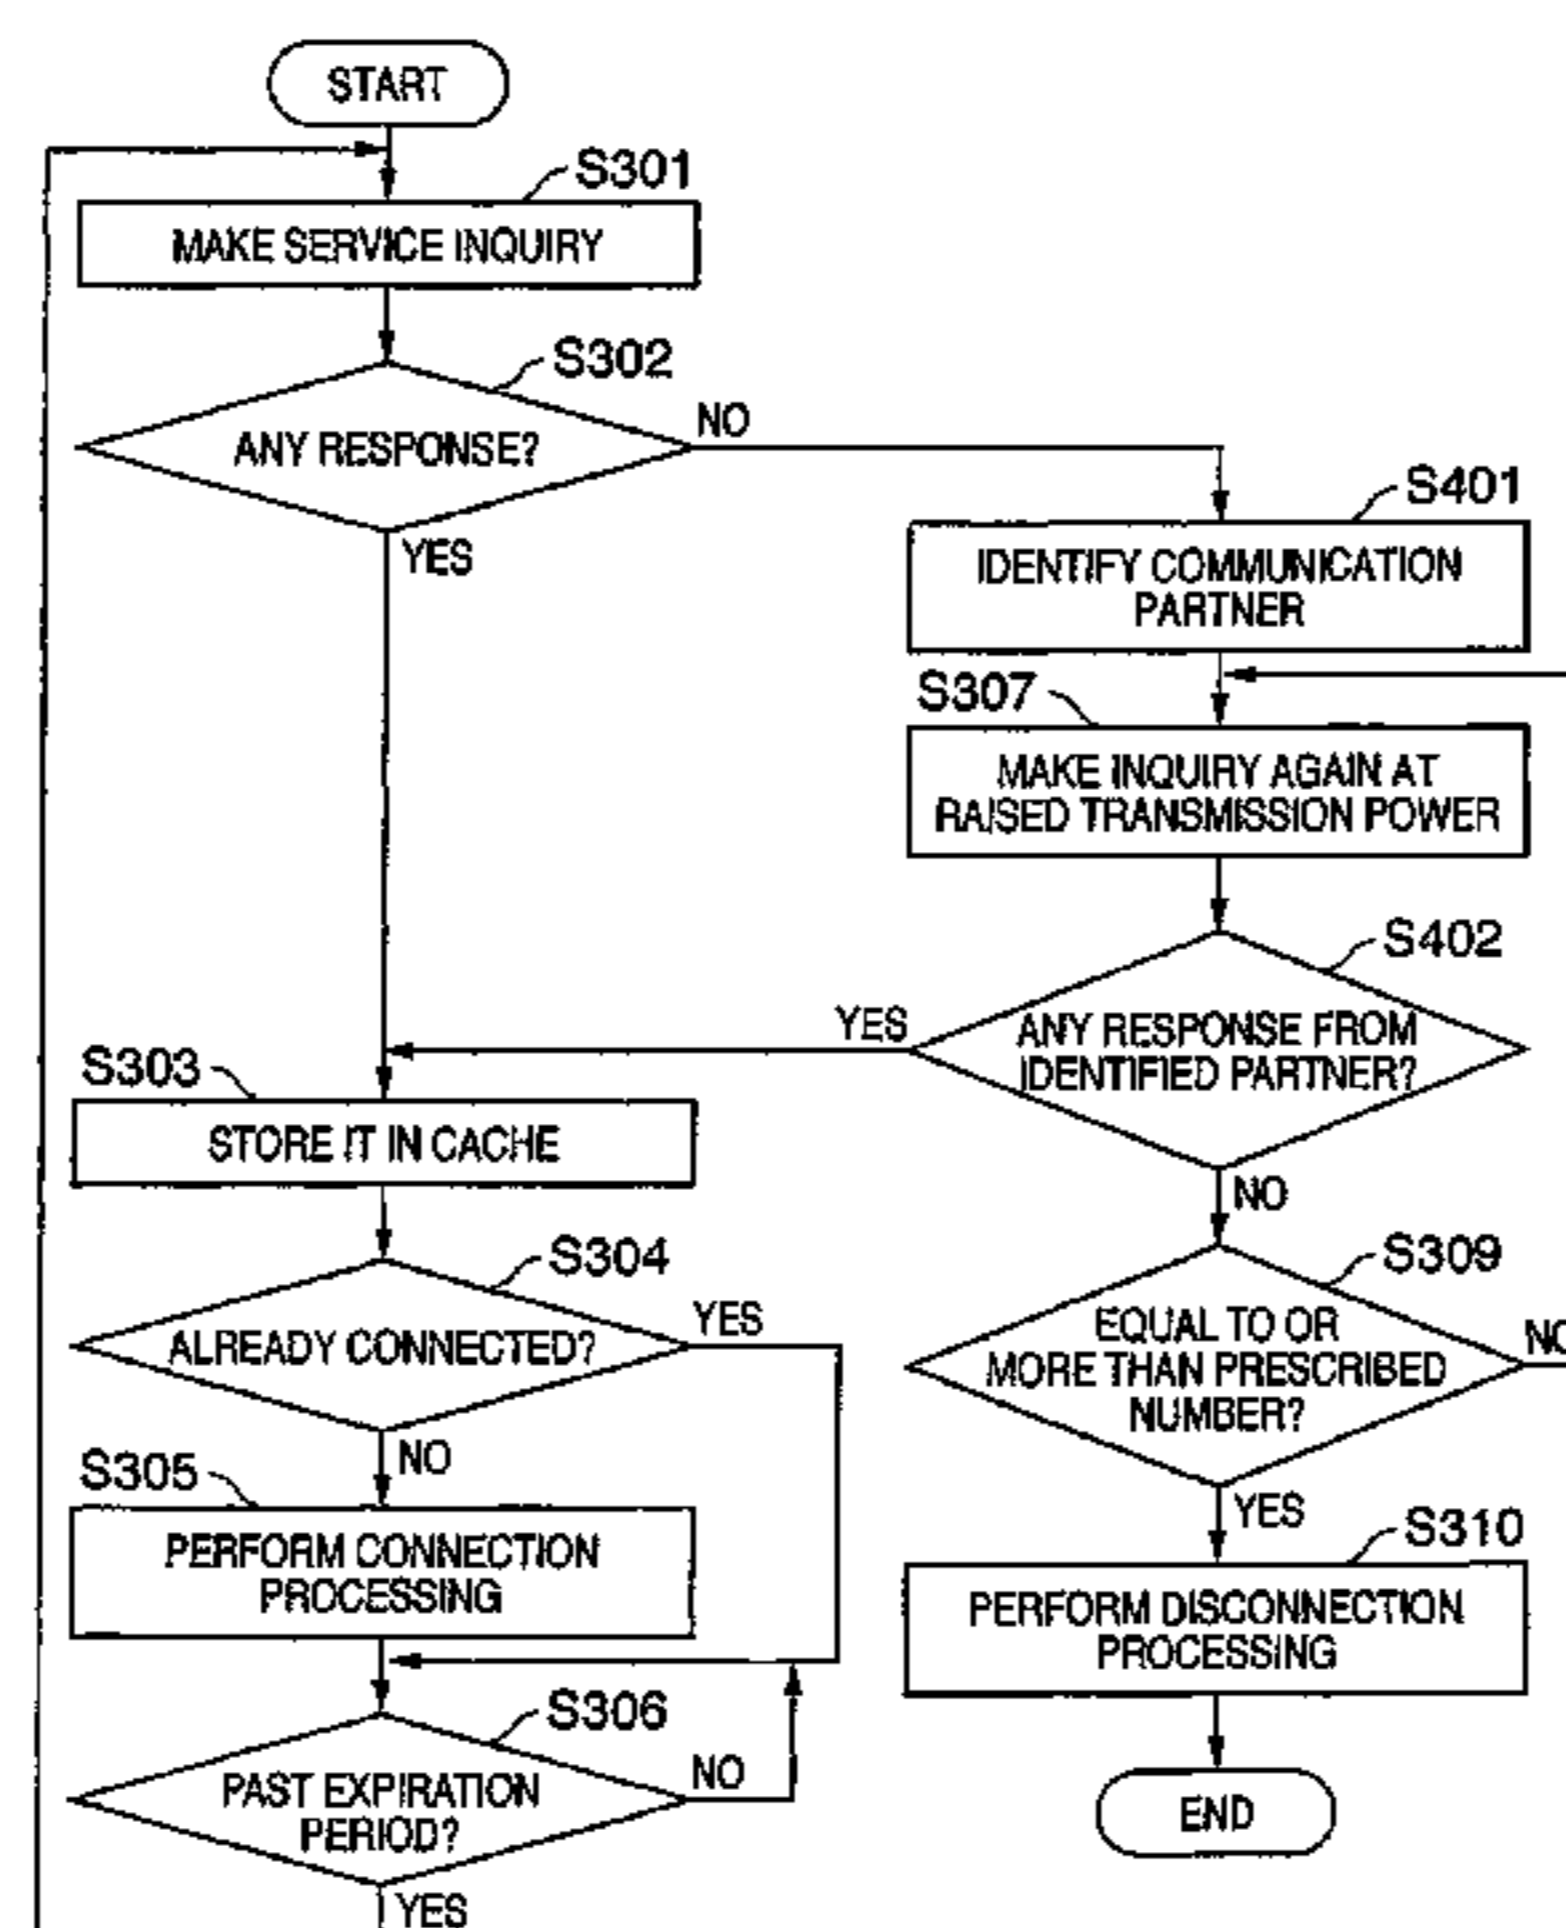 START
S301
MAKE SERVICE INQUIRY
S302
ANY RESPONSE?
NO
YES
S401
IDENTIFY COMMUNICATION
PARTNER
S307
MAKE INQUIRY AGAIN AT
RAISED TRANSMISSION POWER
S402
ANY RESPONSE FROM
IDENTIFIED PARTNER?
YES
NO
S303
STORE IT IN CACHE
S304
ALREADY CONNECTED?
YES
NO
S309
EQUAL TO OR
MORE THAN PRESCRIBED
NUMBER?
NO
YES
S305
PERFORM CONNECTION
PROCESSING
S310
PERFORM DISCONNECTION
PROCESSING
S306
PAST EXPIRATION
PERIOD?
NO
YES
END